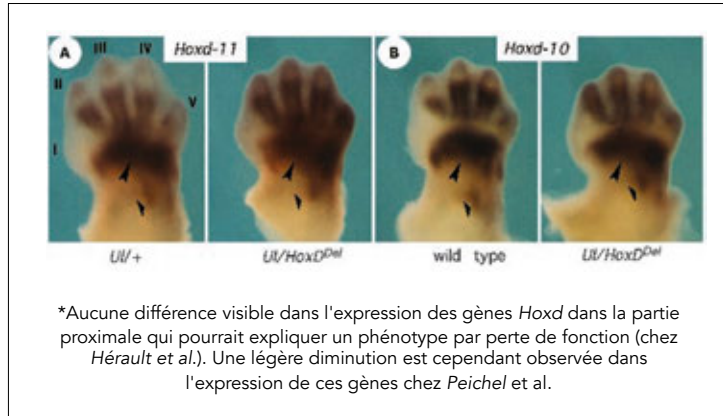 A Hoxd-11 B Hoxd-10
III IV
II
V
I
Ul/+ Ul/HoxD^Del wild type Ul/HoxD^Del
*Aucune différence visible dans l'expression des gènes Hoxd dans la partie
proximale qui pourrait expliquer un phénotype par perte de fonction (chez
Hérault et al.). Une légère diminution est cependant observée dans
l'expression de ces gènes chez Peichel et al.